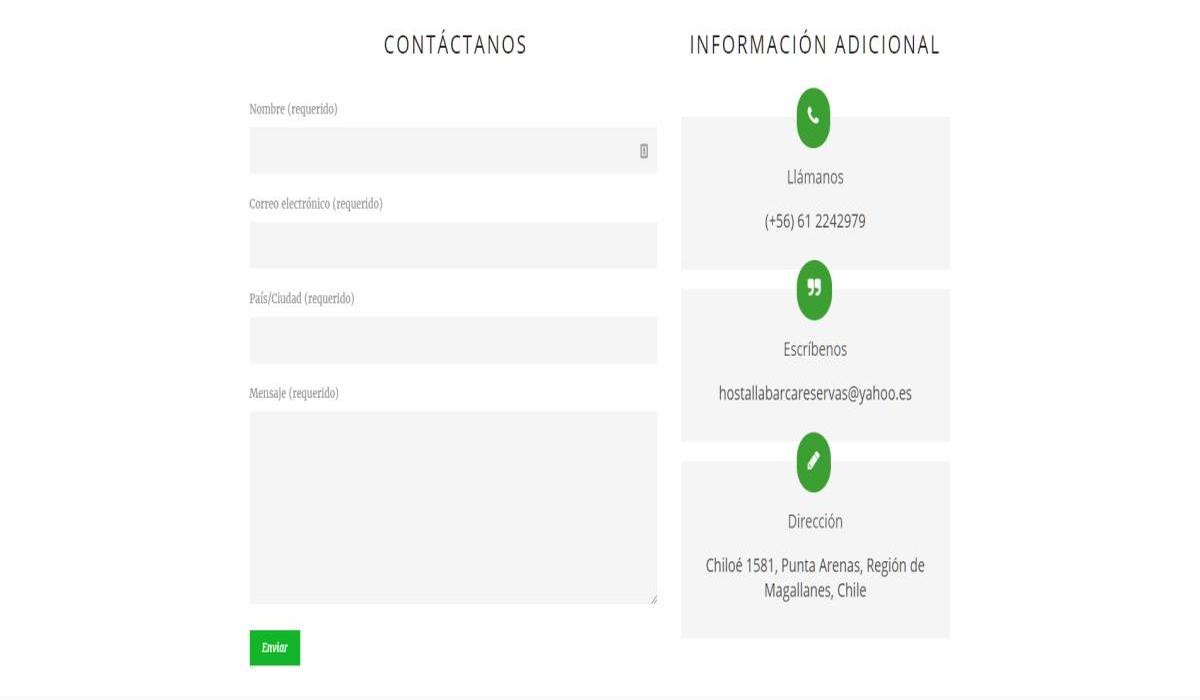 CONTÁCTANOS
Nombre (requerido)
Correo electrónico (requerido)
País/Ciudad (requerido)
Mensaje (requerido)
Enviar
INFORMACIÓN ADICIONAL
Llámanos
(+56) 61 2242979
Escríbenos
hostallabarcareservas@yahoo.es
Dirección
Chiloé 1581, Punta Arenas, Región de
Magallanes, Chile